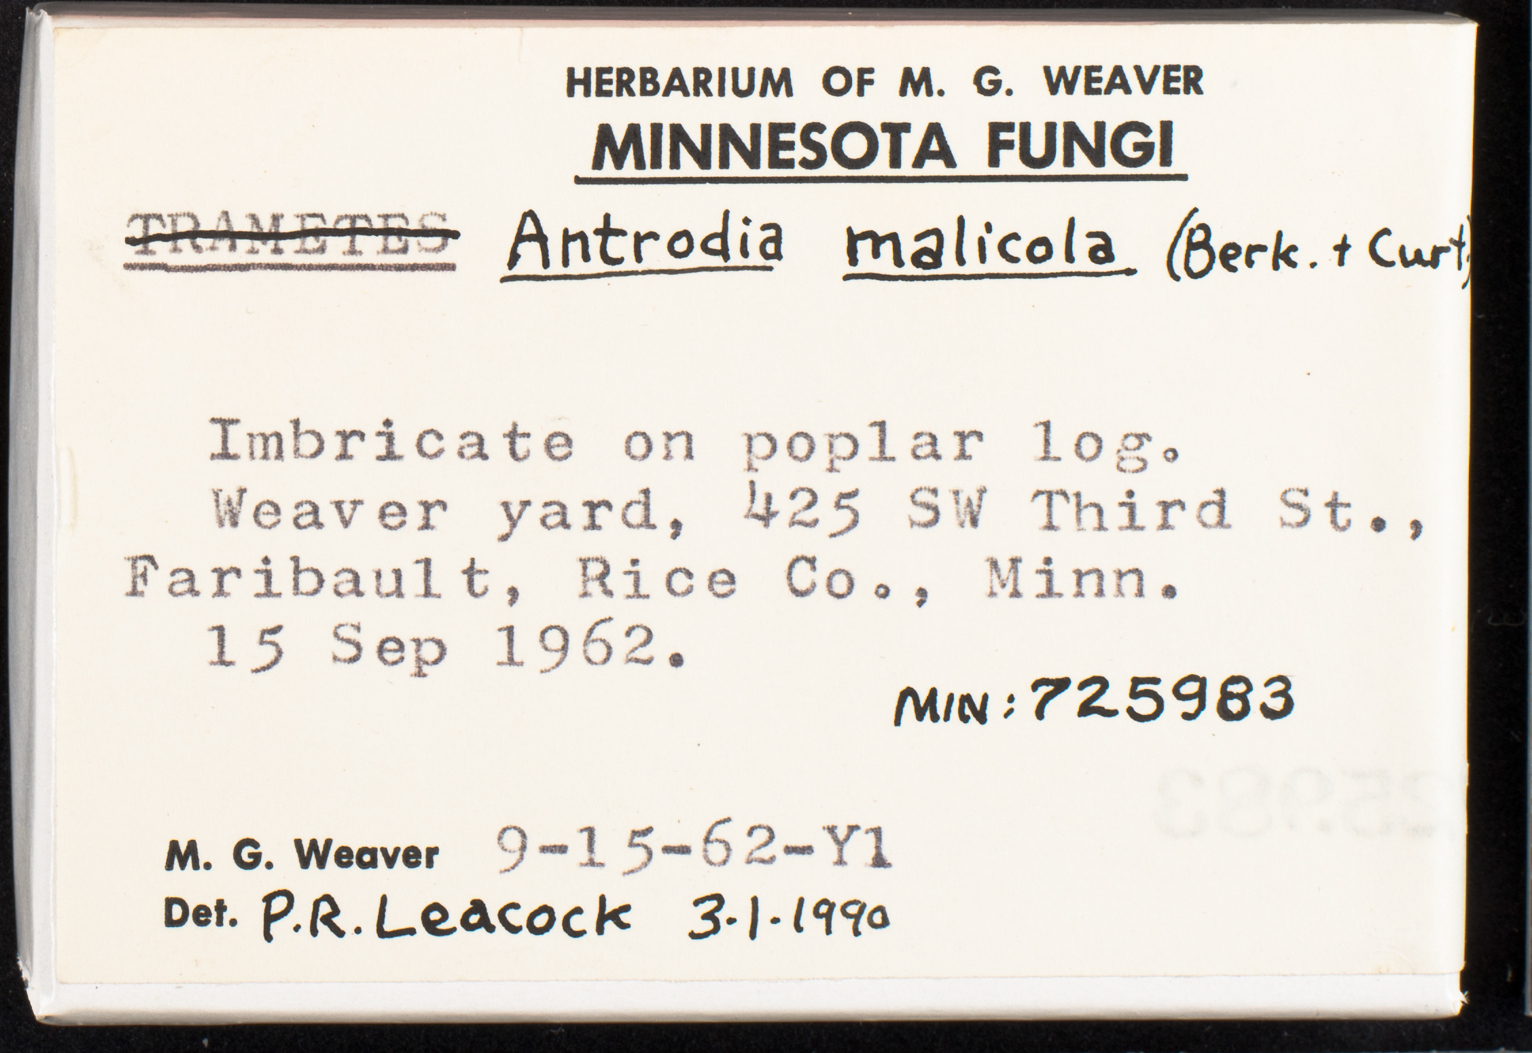 HERBARIUM OF M. G. WEAVER
MINNESOTA FUNGI
TRAMETES Antrodia malicola (Berk. + Curt)
Imbricate on poplar log.
Weaver yard, 425 SW Third St.,
Faribault, Rice Co., Minn.
15 Sep 1962.
MIN: 725983
M. G. Weaver 9-15-62-Y1
Det. P.R. Leacock 3-1-1990